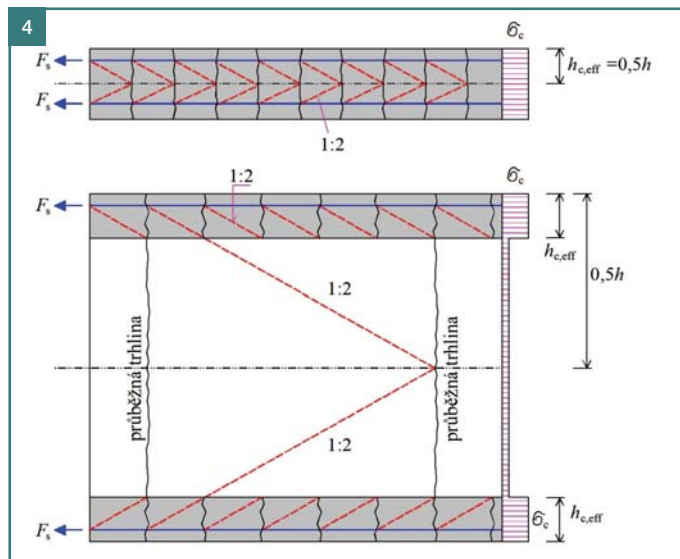 4
σc
Fs
hc,eff =0,5h
Fs
1:2
1:2
σc
Fs
hc,eff
0,5h
1:2
průběžná trhlina
průběžná trhlina
1:2
Fs
σc
hc,eff